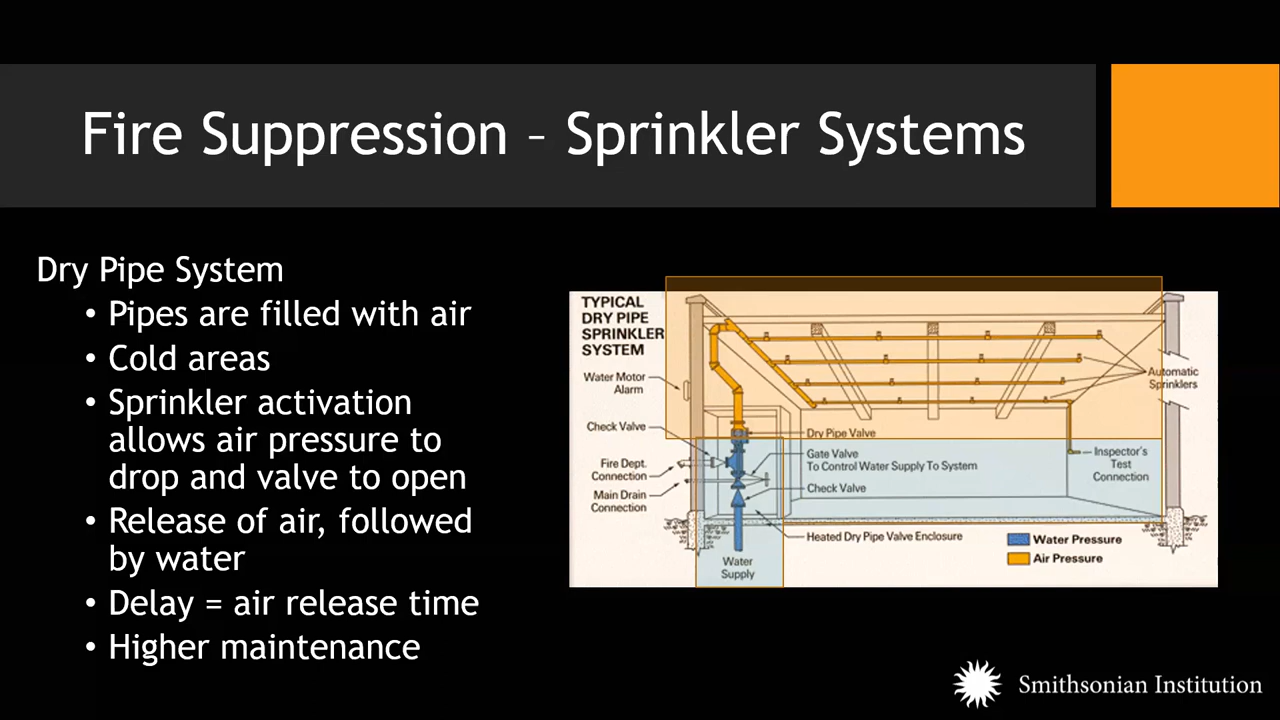 Fire Suppression – Sprinkler Systems
Dry Pipe System
• Pipes are filled with air
• Cold areas
• Sprinkler activation
allows air pressure to
drop and valve to open
• Release of air, followed
by water
• Delay = air release time
• Higher maintenance
TYPICAL
DRY PIPE
SPRINKLER
SYSTEM
Water Motor
Alarm
Check Valve
Fire Dept.
Connection
Main Drain
Connection
Dry Pipe Valve
Gate Valve
To Control Water Supply To System
Check Valve
Heated Dry Pipe Valve Enclosure
Water
Supply
Automatic
Sprinklers
Inspector's
Test
Connection
Water Pressure
Air Pressure
Smithsonian Institution